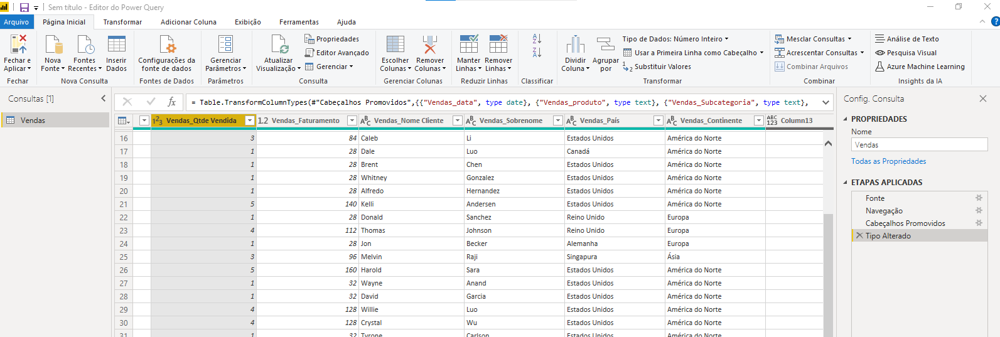 Sem título - Editor do Power Query
Arquivo Página Inicial Transformar Adicionar Coluna Exibição Ferramentas Ajuda
Fechar e Aplicar
Fechar
Nova Fonte
Fontes Recentes
Inserir Dados
Nova Consulta
Configurações da fonte de dados
Fontes de Dados
Gerenciar Parâmetros
Parâmetros
Atualizar Visualização
Propriedades
Editor Avançado
Gerenciar
Consulta
Escolher Colunas
Remover Colunas
Gerenciar Colunas
Manter Linhas
Remover Linhas
Reduzir Linhas
A Z
Z A
Classificar
Dividir Coluna
Agrupar por
Tipo de Dados: Número Inteiro
Usar a Primeira Linha como Cabeçalho
1 2 Substituir Valores
Transformar
Mesclar Consultas
Acrescentar Consultas
Combinar Arquivos
Combinar
Análise de Texto
Pesquisa Visual
Azure Machine Learning
Insights da IA
Consultas [1]
Vendas
fx
= Table.TransformColumnTypes(#"Cabeçalhos Promovidos",{{"Vendas_data", type date}, {"Vendas_produto", type text}, {"Vendas_Subcategoria", type text},
123 Vendas_Qtde Vendida 1.2 Vendas_Faturamento ABC Vendas_Nome Cliente ABC Vendas_Sobrenome ABC Vendas_País ABC Vendas_Continente ABC 123 Column13
16 3 84 Caleb Li Estados Unidos América do Norte
17 1 28 Dale Luo Canadá América do Norte
18 1 28 Brent Chen Estados Unidos América do Norte
19 1 28 Whitney Gonzalez Estados Unidos América do Norte
20 1 28 Alfredo Hernandez Estados Unidos América do Norte
21 5 140 Kelli Andersen Estados Unidos América do Norte
22 1 28 Donald Sanchez Reino Unido Europa
23 4 112 Thomas Johnson Reino Unido Europa
24 1 28 Jon Becker Alemanha Europa
25 3 96 Melvin Raji Singapura Ásia
26 5 160 Harold Sara Estados Unidos América do Norte
27 1 32 Wayne Anand Estados Unidos América do Norte
28 1 32 David Garcia Estados Unidos América do Norte
29 4 128 Willie Luo Estados Unidos América do Norte
30 4 128 Crystal Wu Estados Unidos América do Norte
31 1 32 Tyrone Carlson Estados Unidos América do Norte
Config. Consulta
PROPRIEDADES
Nome
Vendas
Todas as Propriedades
ETAPAS APLICADAS
Fonte
Navegação
Cabeçalhos Promovidos
Tipo Alterado